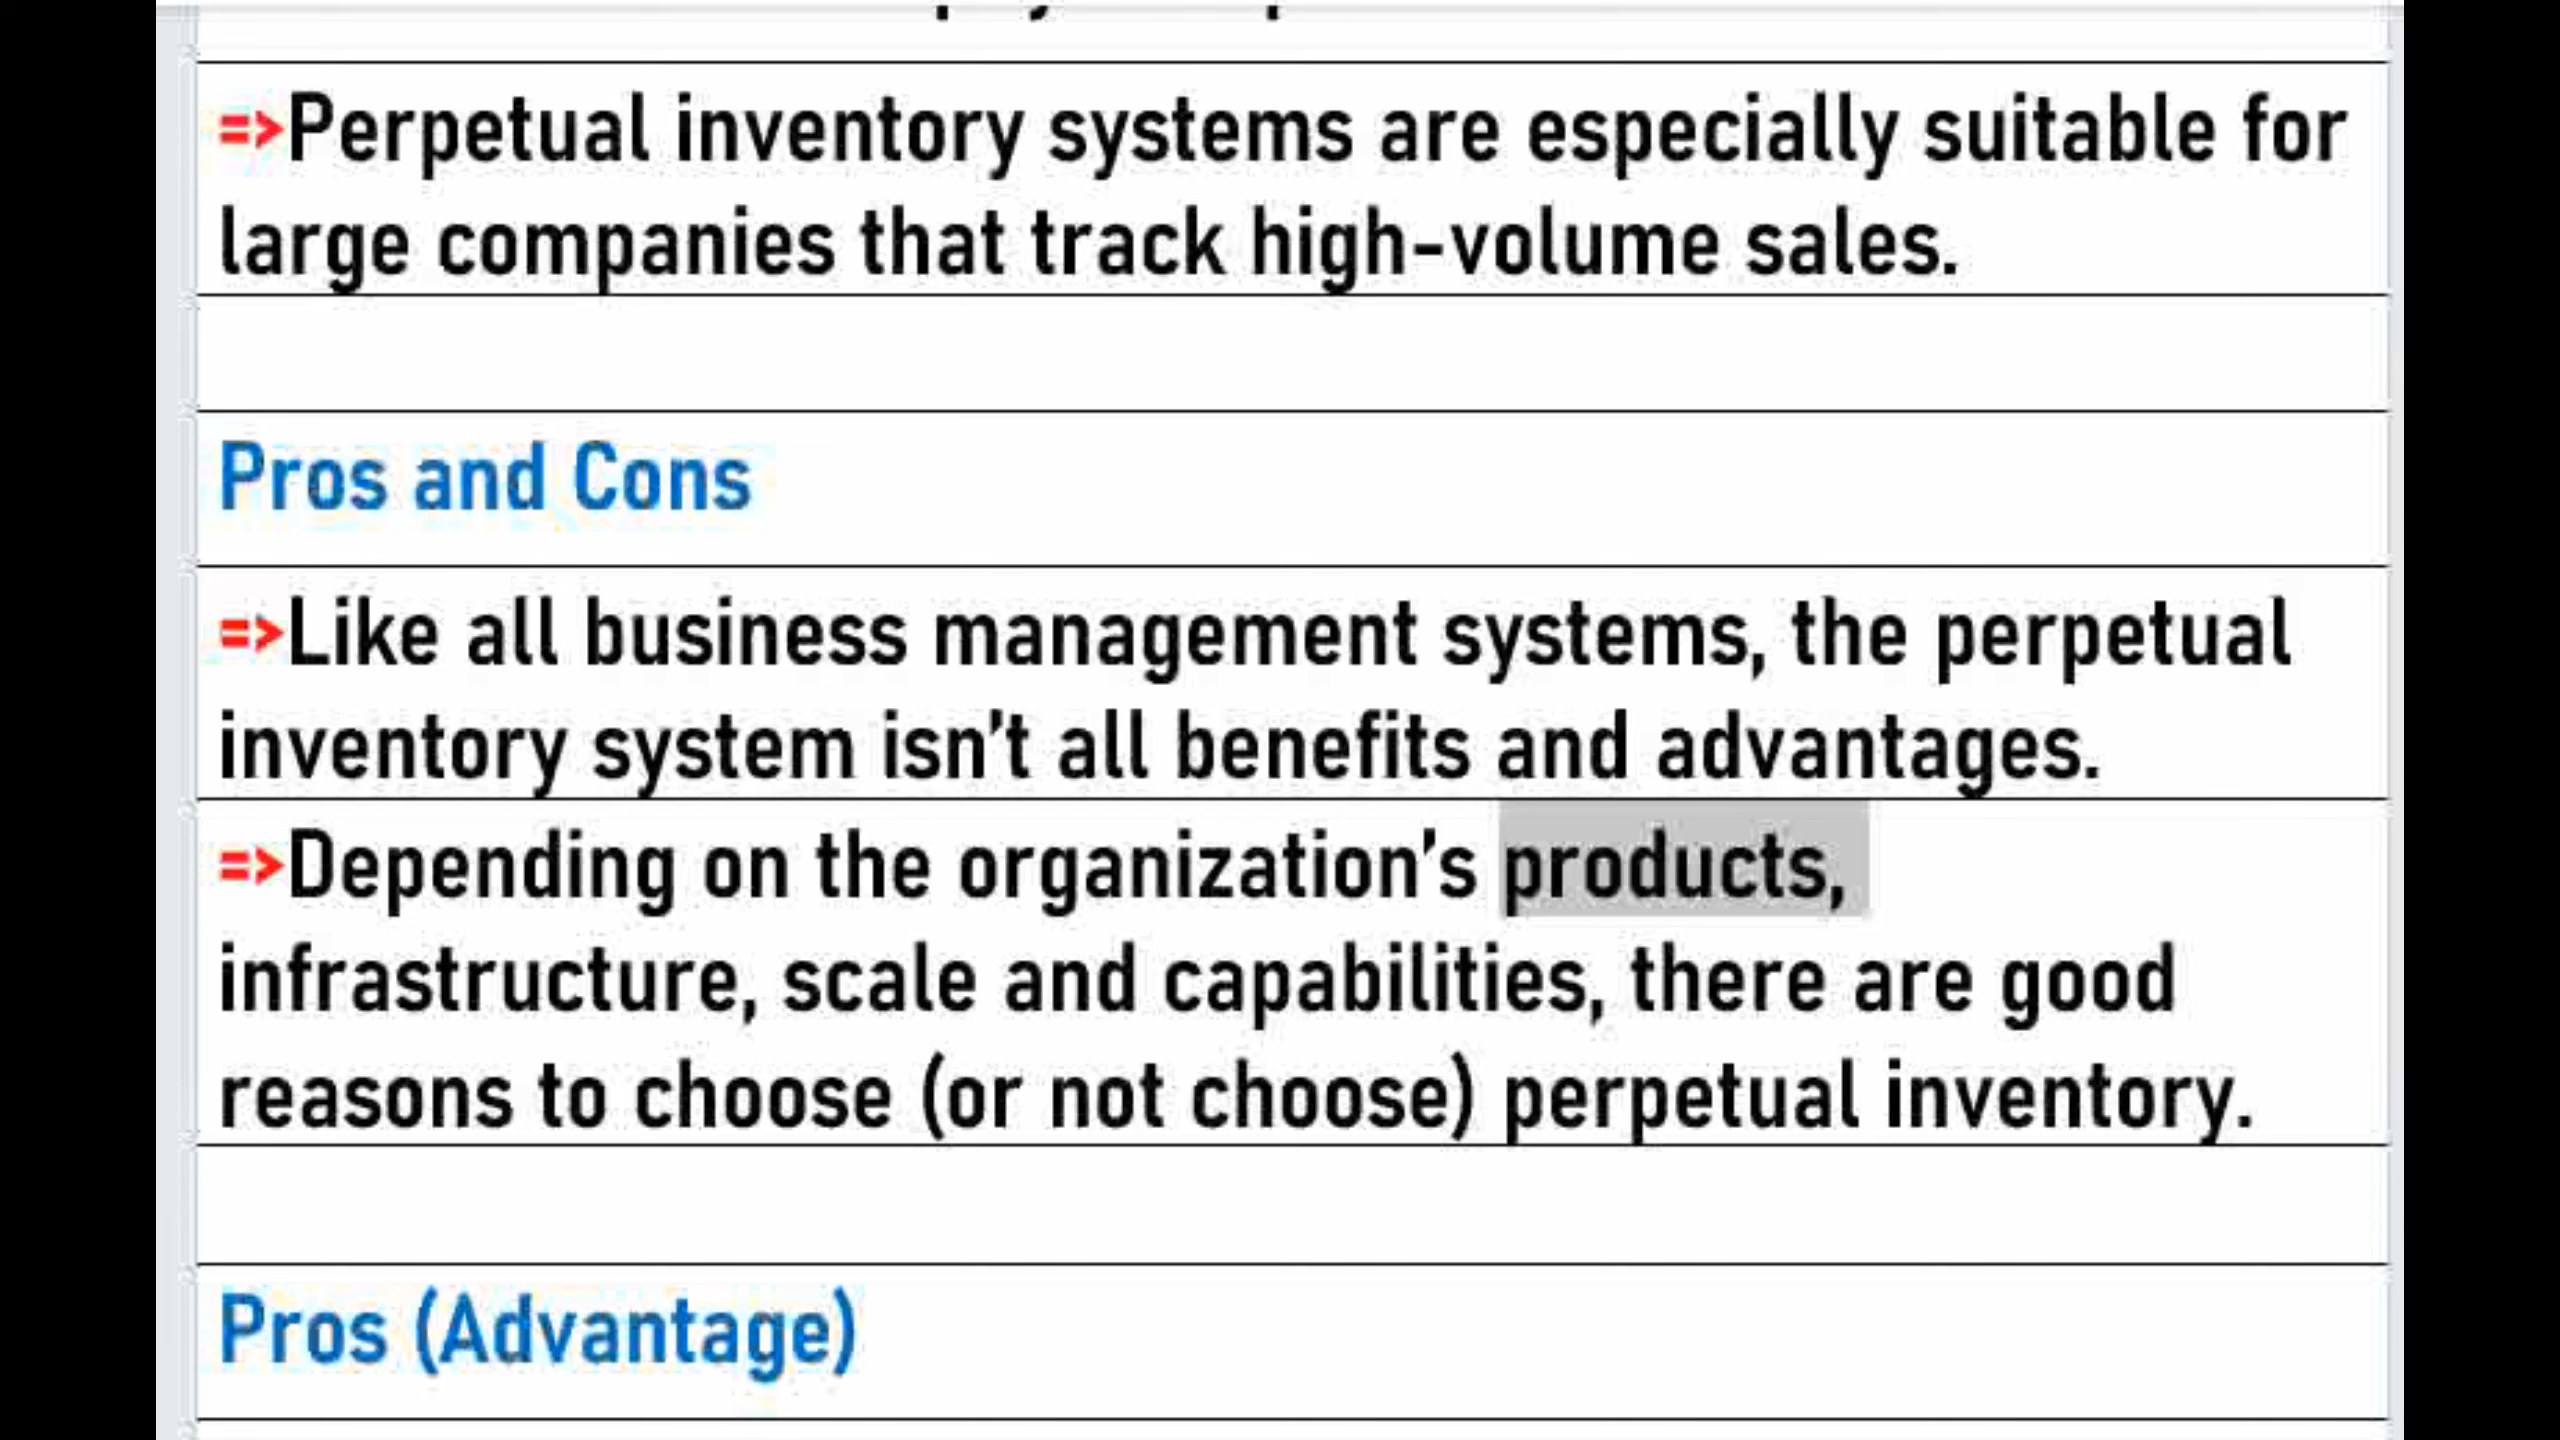 =>Perpetual inventory systems are especially suitable for
large companies that track high-volume sales.
Pros and Cons
=>Like all business management systems, the perpetual
inventory system isn't all benefits and advantages.
=>Depending on the organization's products,
infrastructure, scale and capabilities, there are good
reasons to choose (or not choose) perpetual inventory.
Pros (Advantage)